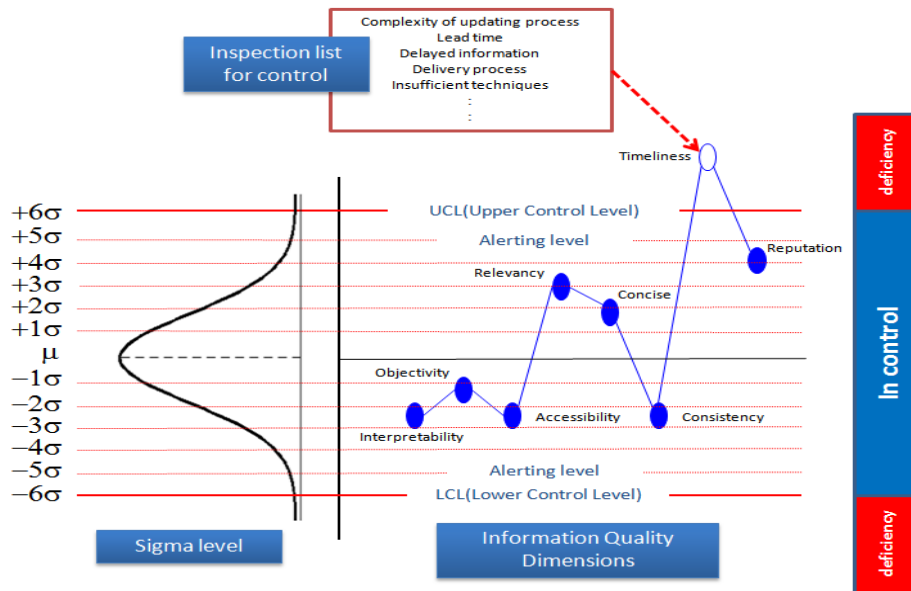 Complexity of updating process
Lead time
Delayed information
Delivery process
Insufficient techniques
:
:
Inspection list
for control
Timeliness
deficiency
+6σ
UCL(Upper Control Level)
+5σ
Alerting level
Reputation
+4σ
Relevancy
+3σ
Concise
+2σ
+1σ
μ
In control
Objectivity
−1σ
−2σ
Accessibility
Consistency
−3σ
Interpretability
−4σ
−5σ
Alerting level
−6σ
LCL(Lower Control Level)
deficiency
Sigma level
Information Quality
Dimensions